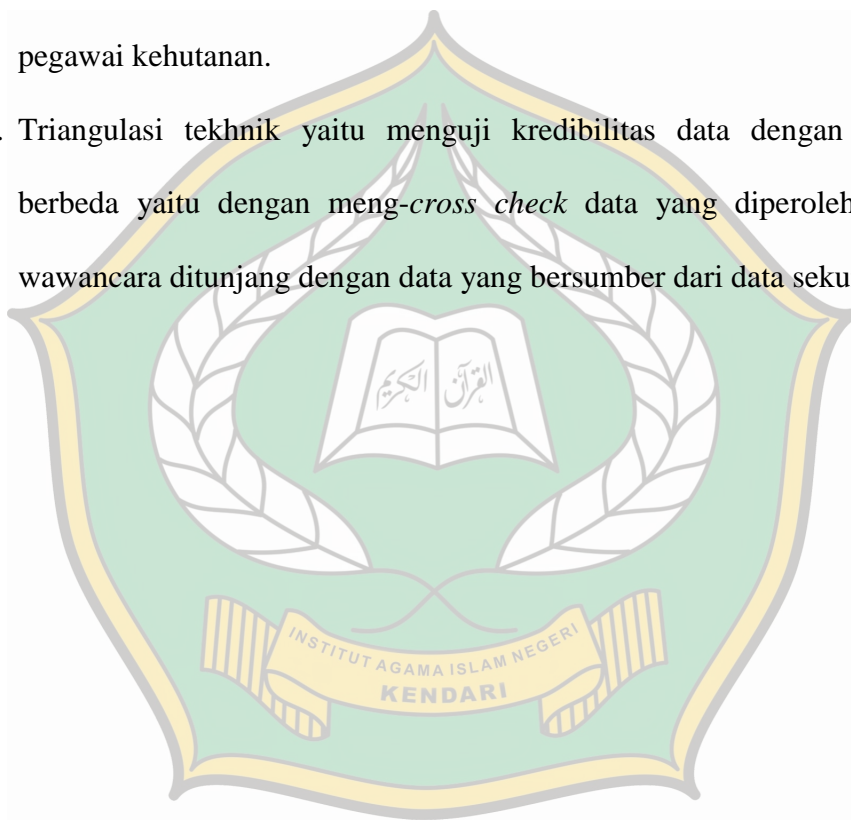 pegawai kehutanan.
. Triangulasi tekhnik yaitu menguji kredibilitas data dengan
berbeda yaitu dengan meng-cross check data yang diperoleh
wawancara ditunjang dengan data yang bersumber dari data seku
القرآن الكريم
INSTITUT AGAMA ISLAM NEGERI
KENDARI